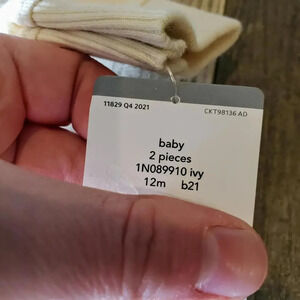 11829 Q4 2021 CKT98136 AD
baby
2 pieces
1N089910 ivy
12m b21